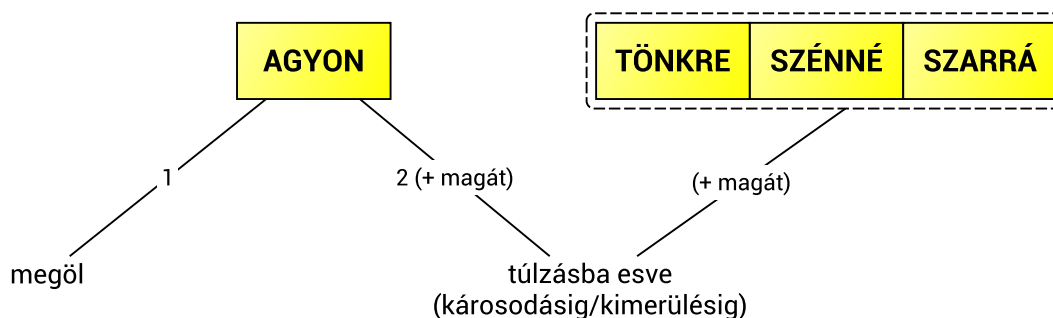 AGYON
TÖNKRE SZÉNNÉ SZARRÁ
1
2 (+ magát)
(+ magát)
megöl
túlzásba esve
(károsodásig/kimerülésig)